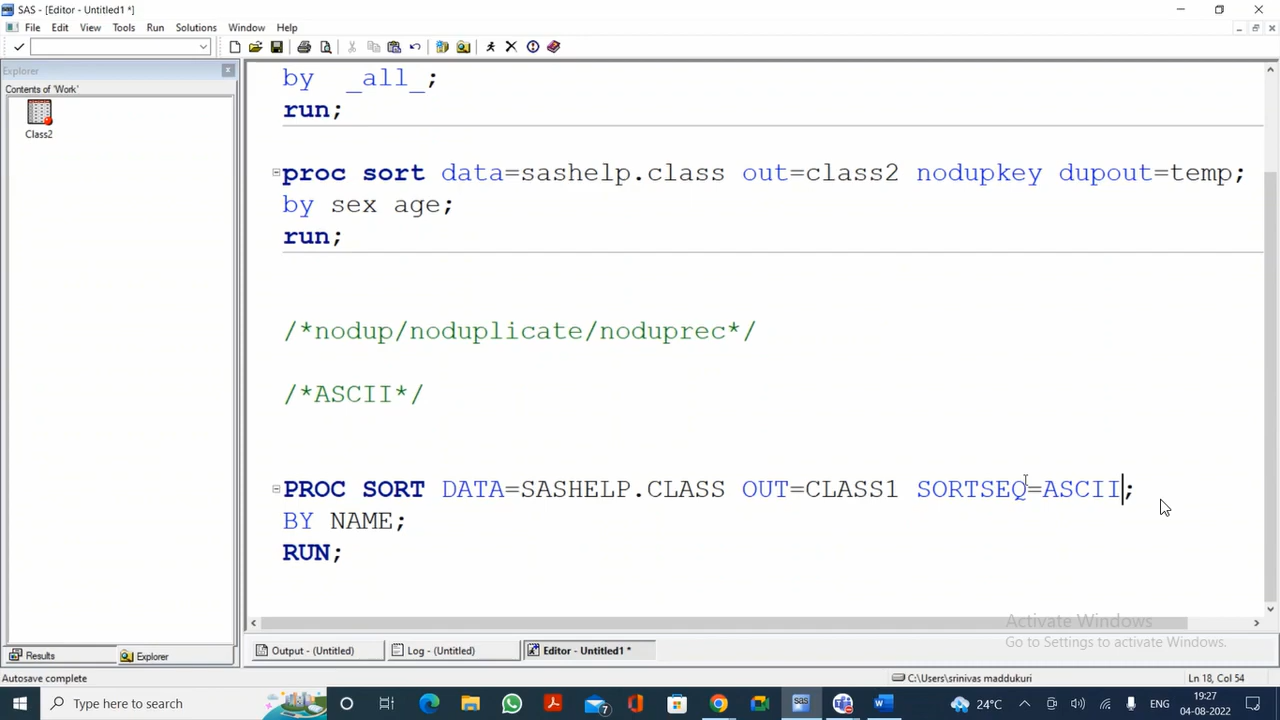 SAS - [Editor - Untitled1 *]
File Edit View Tools Run Solutions Window Help
Explorer
Contents of 'Work'
Class2
by _all_;
run;
proc sort data=sashelp.class out=class2 nodupkey dupout=temp;
by sex age;
run;
/*nodup/noduplicate/noduprec*/
/*ASCII*/
PROC SORT DATA=SASHELP.CLASS OUT=CLASS1 SORTSEQ=ASCII;
BY NAME;
RUN;
Activate Windows
Go to Settings to activate Windows.
Results Explorer Output - (Untitled) Log - (Untitled) Editor - Untitled1 *
Autosave complete C:\Users\srinivas maddukuri Ln 18, Col 54
Type here to search 7 sas W 24°C ENG 19:27
04-08-2022